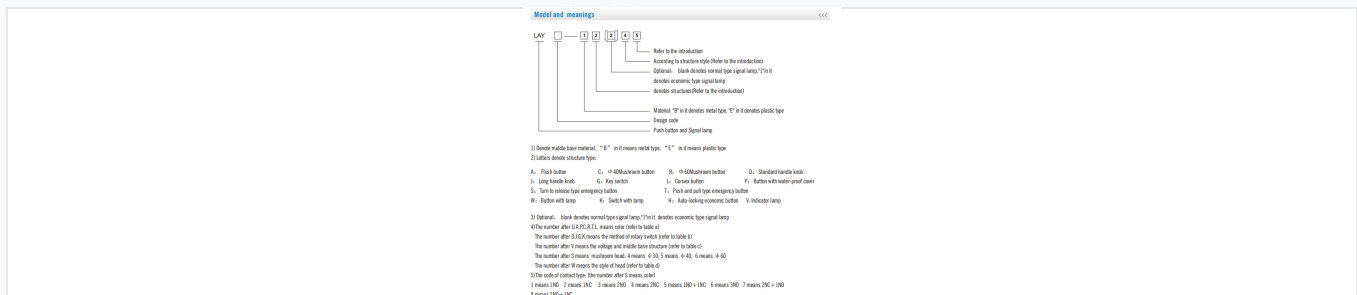 Model and meanings
<<<
LAY □ — 1 2 [3] 4 5
Refer to the introduction
According to structure style (Refer to the introduction)
Optional, blank denotes normal type signal lamp,"J"in it
denotes economic type signal lamp
denotes structures(Refer to the introduction)
Material: "B" in it denotes metal type, "E" in it denotes plastic type
Design code
Push button and Signal lamp
1) Denote middle base material, "B" in it means metal type, "E" in it means plastic type
2) Letters denote structure type:
A: Flush button C: Φ40Mushroom button R: Φ60Mushroom button D: Standard handle knob
J: Long handle knob G: Key switch L: Convex button P: Button with water-proof cover
S: Turn to release type emergency button T: Push and pull type emergency button
W: Button with lamp K: Switch with lamp H: Auto-locking economic button V: Indicator lamp
3) Optional, blank denotes normal type signal lamp,"J"in it denotes economic type signal lamp
4)The number after U.A.P.C.R.T.L. means color (refer to table a)
The number after D.J.G.K.means the method of rotary switch (refer to table b)
The number after V means the voltage and middle base structure (refer to table c)
The number after S means mushroom head: 4 means Φ30, 5 means Φ40, 6 means Φ60
The number after W means the style of head (refer to table d)
5)The code of contact type: (the number after S means color)
1 means 1NO 2 means 1NC 3 means 2NO 4 means 2NC 5 means 1NO+1NC 6 means 3NO 7 means 2NC+1NO
8 means 2NO+1NC